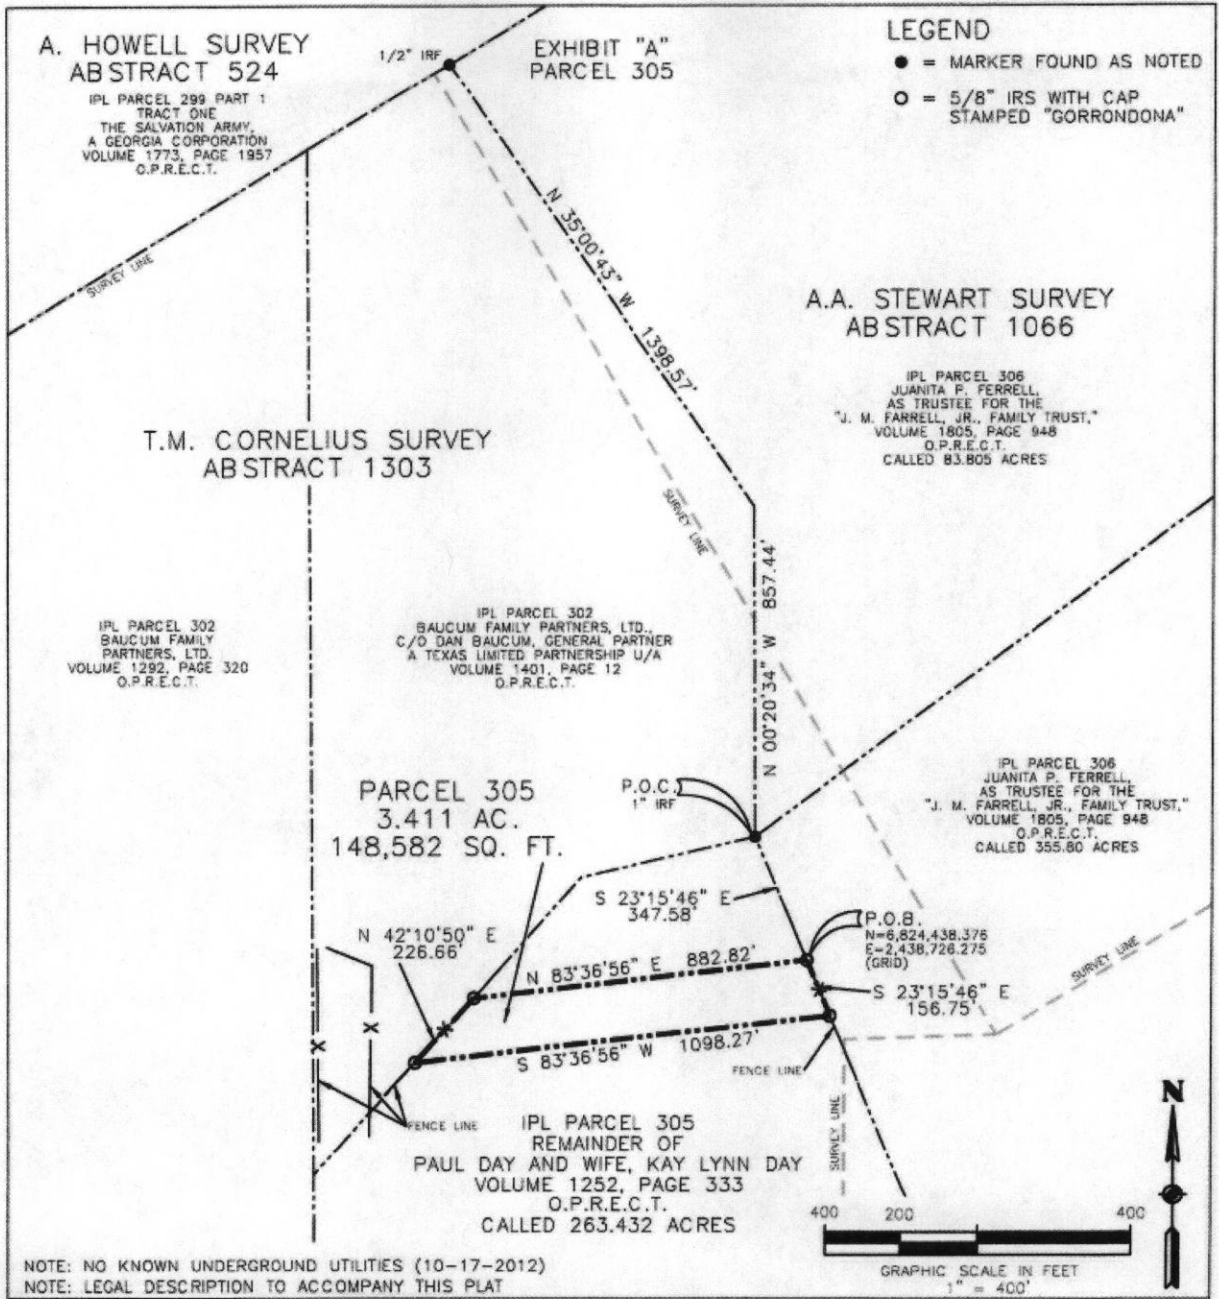 A. HOWELL SURVEY
ABSTRACT 524
IPL PARCEL 299 PART 1
TRACT ONE
THE SALVATION ARMY,
A GEORGIA CORPORATION
VOLUME 1773, PAGE 1957
O.P.R.E.C.T.
1/2" IRF
EXHIBIT "A"
PARCEL 305
LEGEND
= MARKER FOUND AS NOTED
= 5/8" IRS WITH CAP
STAMPED "GORRONDONA"
SURVEY LINE
N 35°00'43" W 1398.57'
A.A. STEWART SURVEY
ABSTRACT 1066
IPL PARCEL 306
JUANITA P. FERRELL,
AS TRUSTEE FOR THE
"J. M. FARRELL, JR., FAMILY TRUST,"
VOLUME 1805, PAGE 948
O.P.R.E.C.T.
CALLED 83.805 ACRES
T.M. CORNELIUS SURVEY
ABSTRACT 1303
SURVEY LINE
N 00°20'34" W 857.44'
IPL PARCEL 302
BAUCUM FAMILY
PARTNERS, LTD.
VOLUME 1292, PAGE 320
O.P.R.E.C.T.
IPL PARCEL 302
BAUCUM FAMILY PARTNERS, LTD.,
C/O DAN BAUCUM, GENERAL PARTNER
A TEXAS LIMITED PARTNERSHIP U/A
VOLUME 1401, PAGE 12
O.P.R.E.C.T.
PARCEL 305
3.411 AC.
148,582 SQ. FT.
P.O.C.
1" IRF
IPL PARCEL 306
JUANITA P. FERRELL,
AS TRUSTEE FOR THE
"J. M. FARRELL, JR., FAMILY TRUST,"
VOLUME 1805, PAGE 948
O.P.R.E.C.T.
CALLED 355.80 ACRES
S 23°15'46" E
347.58'
N 42°10'50" E
226.66'
N 83°36'56" E 882.82'
P.O.B.
N=6,824,438.376
E=2,438,726.275
(GRID)
SURVEY LINE
S 23°15'46" E
156.75'
X
X
S 83°36'56" W 1098.27'
FENCE LINE
FENCE LINE
SURVEY LINE
IPL PARCEL 305
REMAINDER OF
PAUL DAY AND WIFE, KAY LYNN DAY
VOLUME 1252, PAGE 333
O.P.R.E.C.T.
CALLED 263.432 ACRES
N
400 200 0 400
GRAPHIC SCALE IN FEET
1" = 400'
NOTE: NO KNOWN UNDERGROUND UTILITIES (10-17-2012)
NOTE: LEGAL DESCRIPTION TO ACCOMPANY THIS PLAT